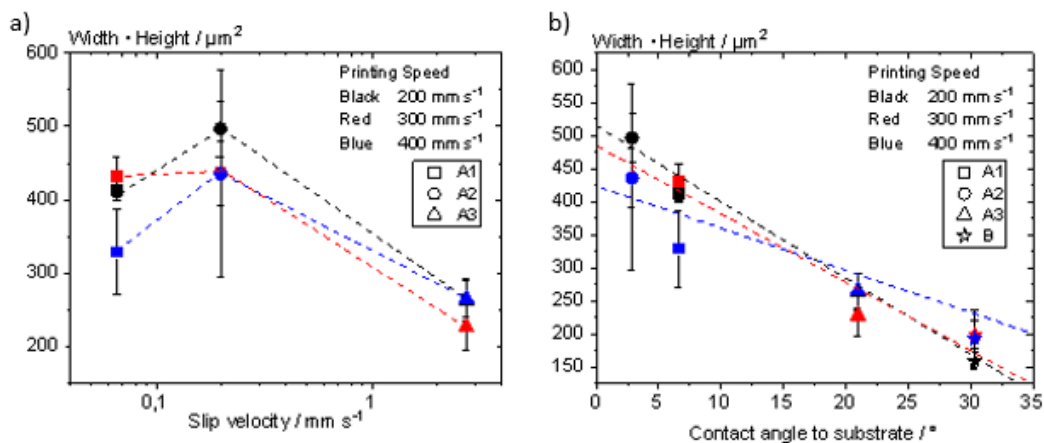 a)
Width · Height / µm²
600
500
400
300
200
0,1
1
Slip velocity / mm s⁻¹
Printing Speed
Black 200 mm s⁻¹
Red 300 mm s⁻¹
Blue 400 mm s⁻¹
A1
A2
A3
b)
Width · Height / µm²
600
550
500
450
400
350
300
250
200
150
0 5 10 15 20 25 30 35
Contact angle to substrate / °
Printing Speed
Black 200 mm s⁻¹
Red 300 mm s⁻¹
Blue 400 mm s⁻¹
A1
A2
A3
B